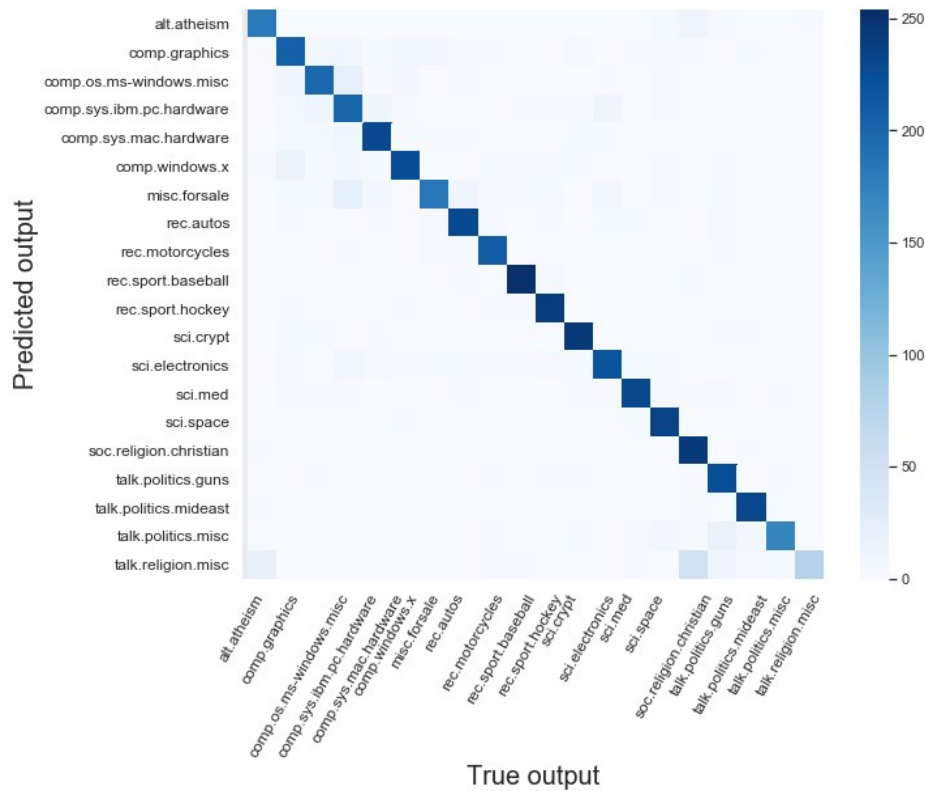 Predicted output
alt.atheism
comp.graphics
comp.os.ms-windows.misc
comp.sys.ibm.pc.hardware
comp.sys.mac.hardware
comp.windows.x
misc.forsale
rec.autos
rec.motorcycles
rec.sport.baseball
rec.sport.hockey
sci.crypt
sci.electronics
sci.med
sci.space
soc.religion.christian
talk.politics.guns
talk.politics.mideast
talk.politics.misc
talk.religion.misc
alt.atheism
comp.graphics
comp.os.ms-windows.misc
comp.sys.ibm.pc.hardware
comp.sys.mac.hardware
comp.windows.x
misc.forsale
rec.autos
rec.motorcycles
rec.sport.baseball
rec.sport.hockey
sci.crypt
sci.electronics
sci.med
sci.space
soc.religion.christian
talk.politics.guns
talk.politics.mideast
talk.politics.misc
talk.religion.misc
True output
250
200
150
100
50
0